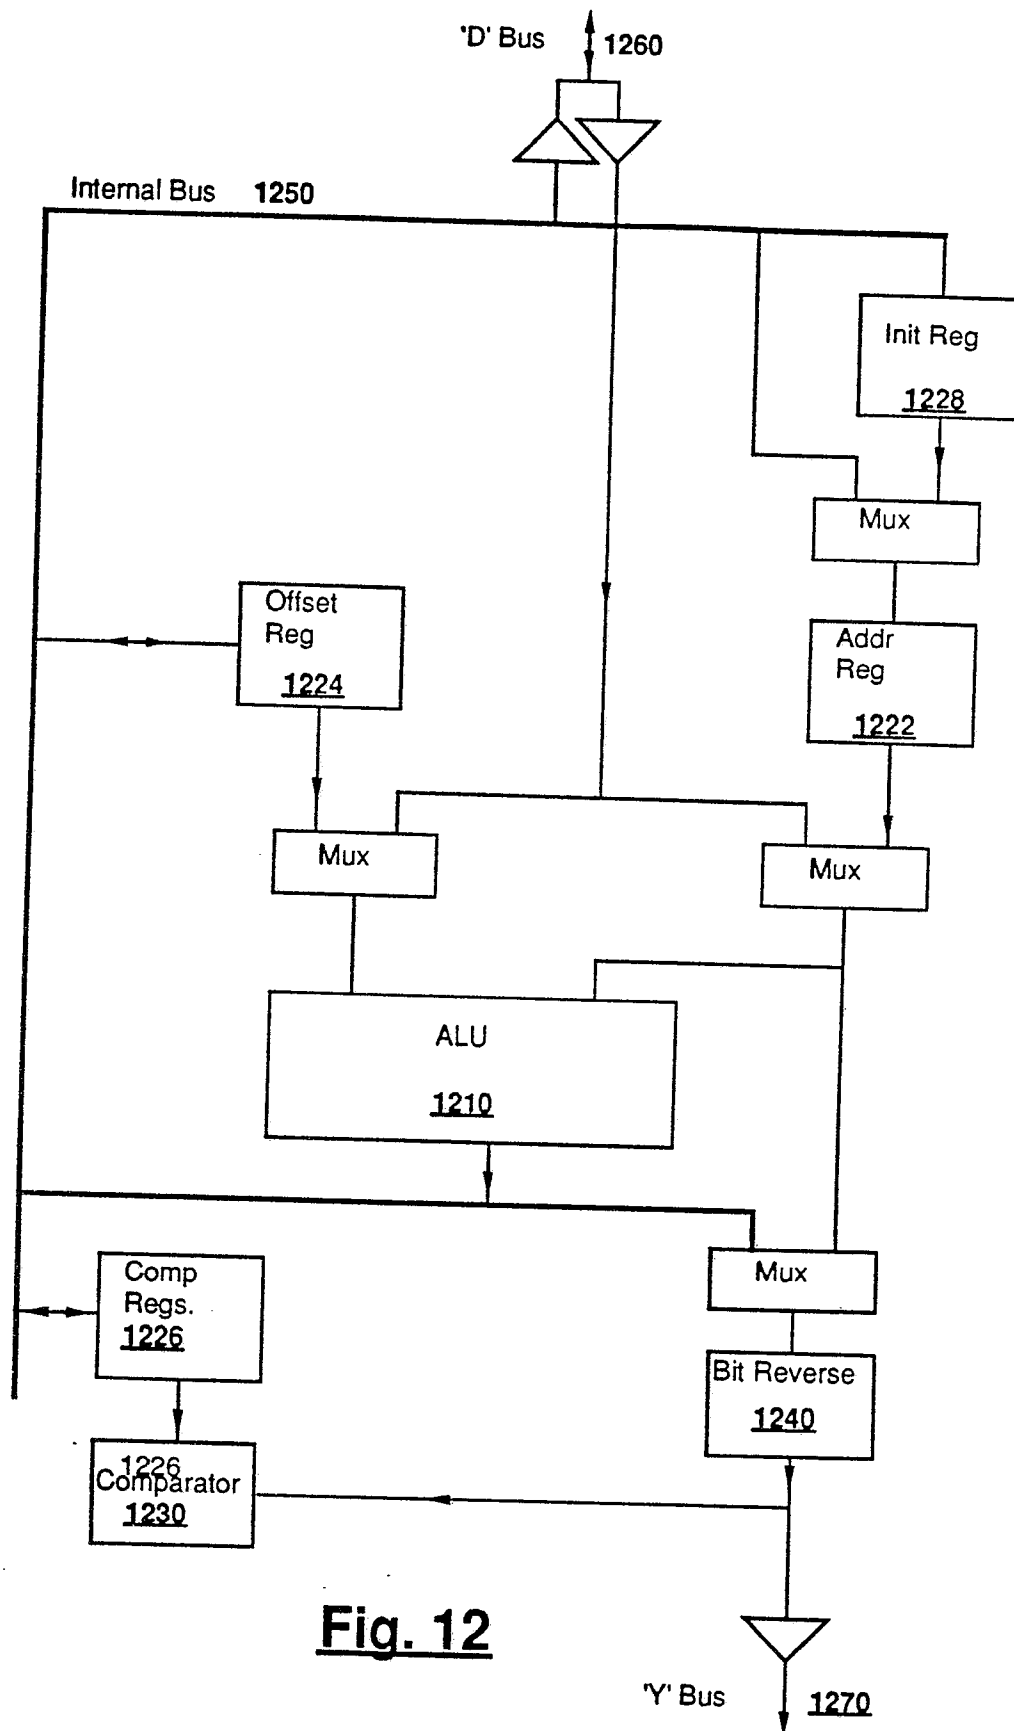 'D' Bus 1260
Internal Bus 1250
Init Reg
1228
Mux
Offset
Reg
1224
Addr
Reg
1222
Mux
Mux
ALU
1210
Comp
Regs.
1226
Mux
Bit Reverse
1240
1226
Comparator
1230
Fig. 12
'Y' Bus 1270